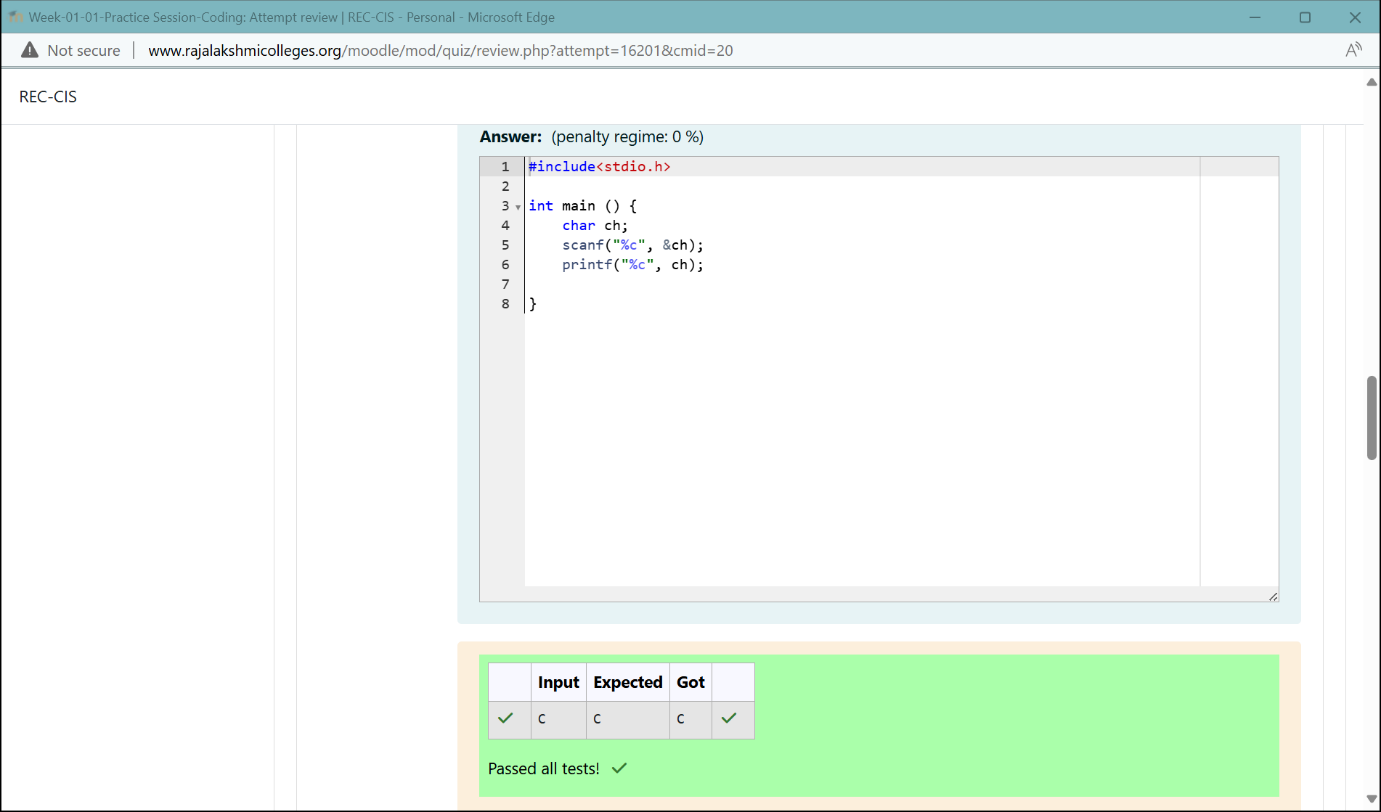 Week-01-01-Practice Session-Coding: Attempt review | REC-CIS - Personal - Microsoft Edge
Not secure | www.rajalakshmicolleges.org/moodle/mod/quiz/review.php?attempt=16201&cmid=20
REC-CIS
Answer: (penalty regime: 0 %)
1 #include<stdio.h>
2
3 int main () {
4     char ch;
5     scanf("%c", &ch);
6     printf("%c", ch);
7
8 }
Input Expected Got
C C C
Passed all tests!